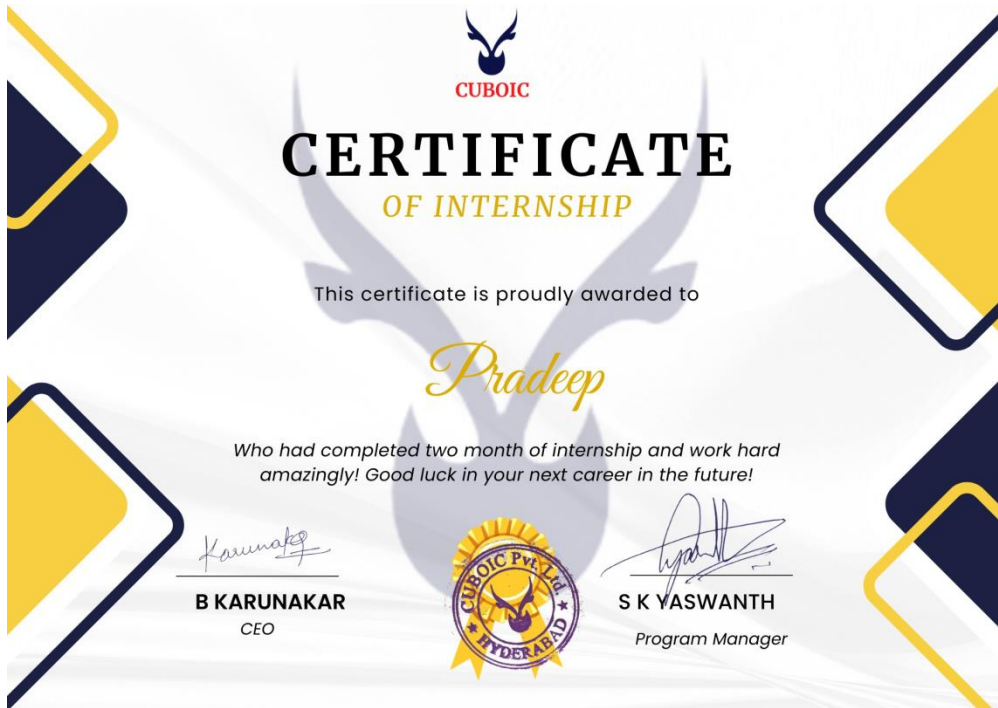 CUBOIC
CERTIFICATE
OF INTERNSHIP
This certificate is proudly awarded to
Pradeep
Who had completed two month of internship and work hard
amazingly! Good luck in your next career in the future!
Karunakar
B KARUNAKAR
CEO
CUBOIC Pvt. Ltd.
HYDERABAD
S K YASWANTH
Program Manager